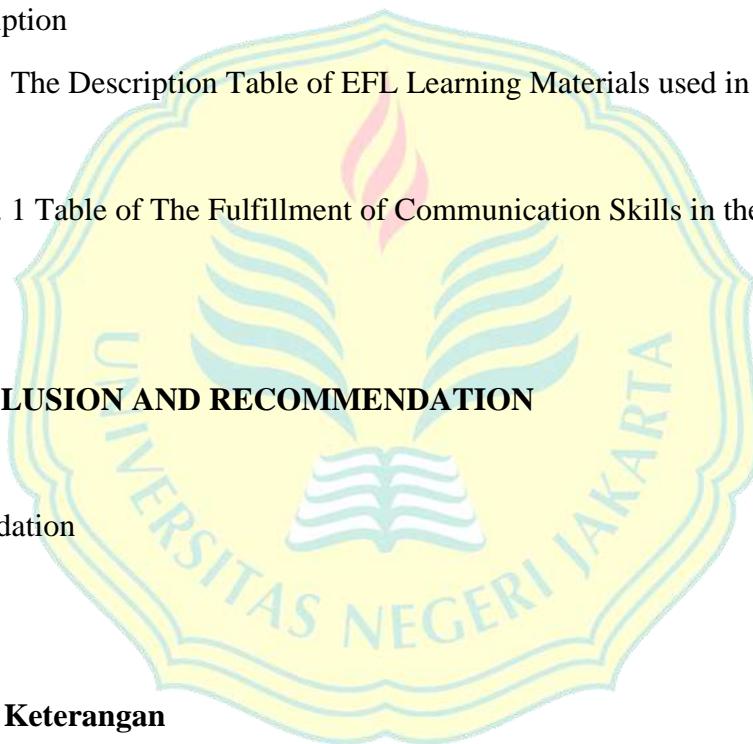 ption
The Description Table of EFL Learning Materials used in
. 1 Table of The Fulfillment of Communication Skills in the
LUSION AND RECOMMENDATION
dation
Keterangan
UNIVERSITAS NEGERI JAKARTA